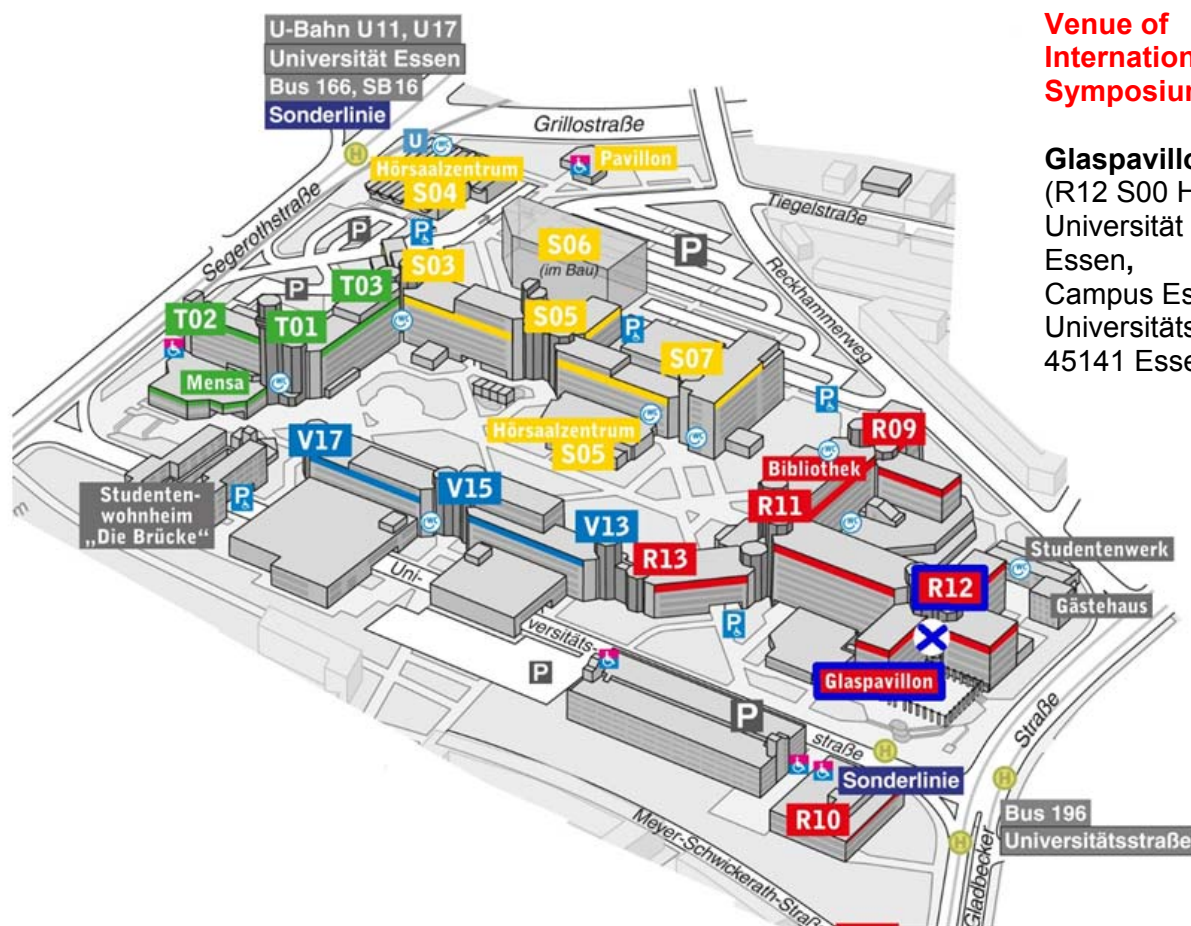 U-Bahn U11, U17
Universität Essen
Bus 166, SB16
Sonderlinie
Venue of
Internation
Symposiu
Glaspavillo
(R12 S00 H
Universität
Essen,
Campus Es
Universitäts
45141 Esse
Grillostraße
H
U
Hörsaalzentrum
S04
Pavillon
Segerothstraße
Tiegelstraße
P
P
S06
(im Bau)
P
S03
Reckhammerweg
P
T03
T02
T01
S05
P
Mensa
S07
P
Hörsaalzentrum
S05
R09
V17
Bibliothek
Studenten-
wohnheim
„Die Brücke"
P
V15
R11
V13
R13
Studentenwerk
R12
Gästehaus
Uni-
versitäts-
straße
P
P
Glaspavillon
P
H
Sonderlinie
H
Straße
R10
Bus 196
Universitätsstraße
H
Gladbecker
Meyer-Schwickerath-Straß